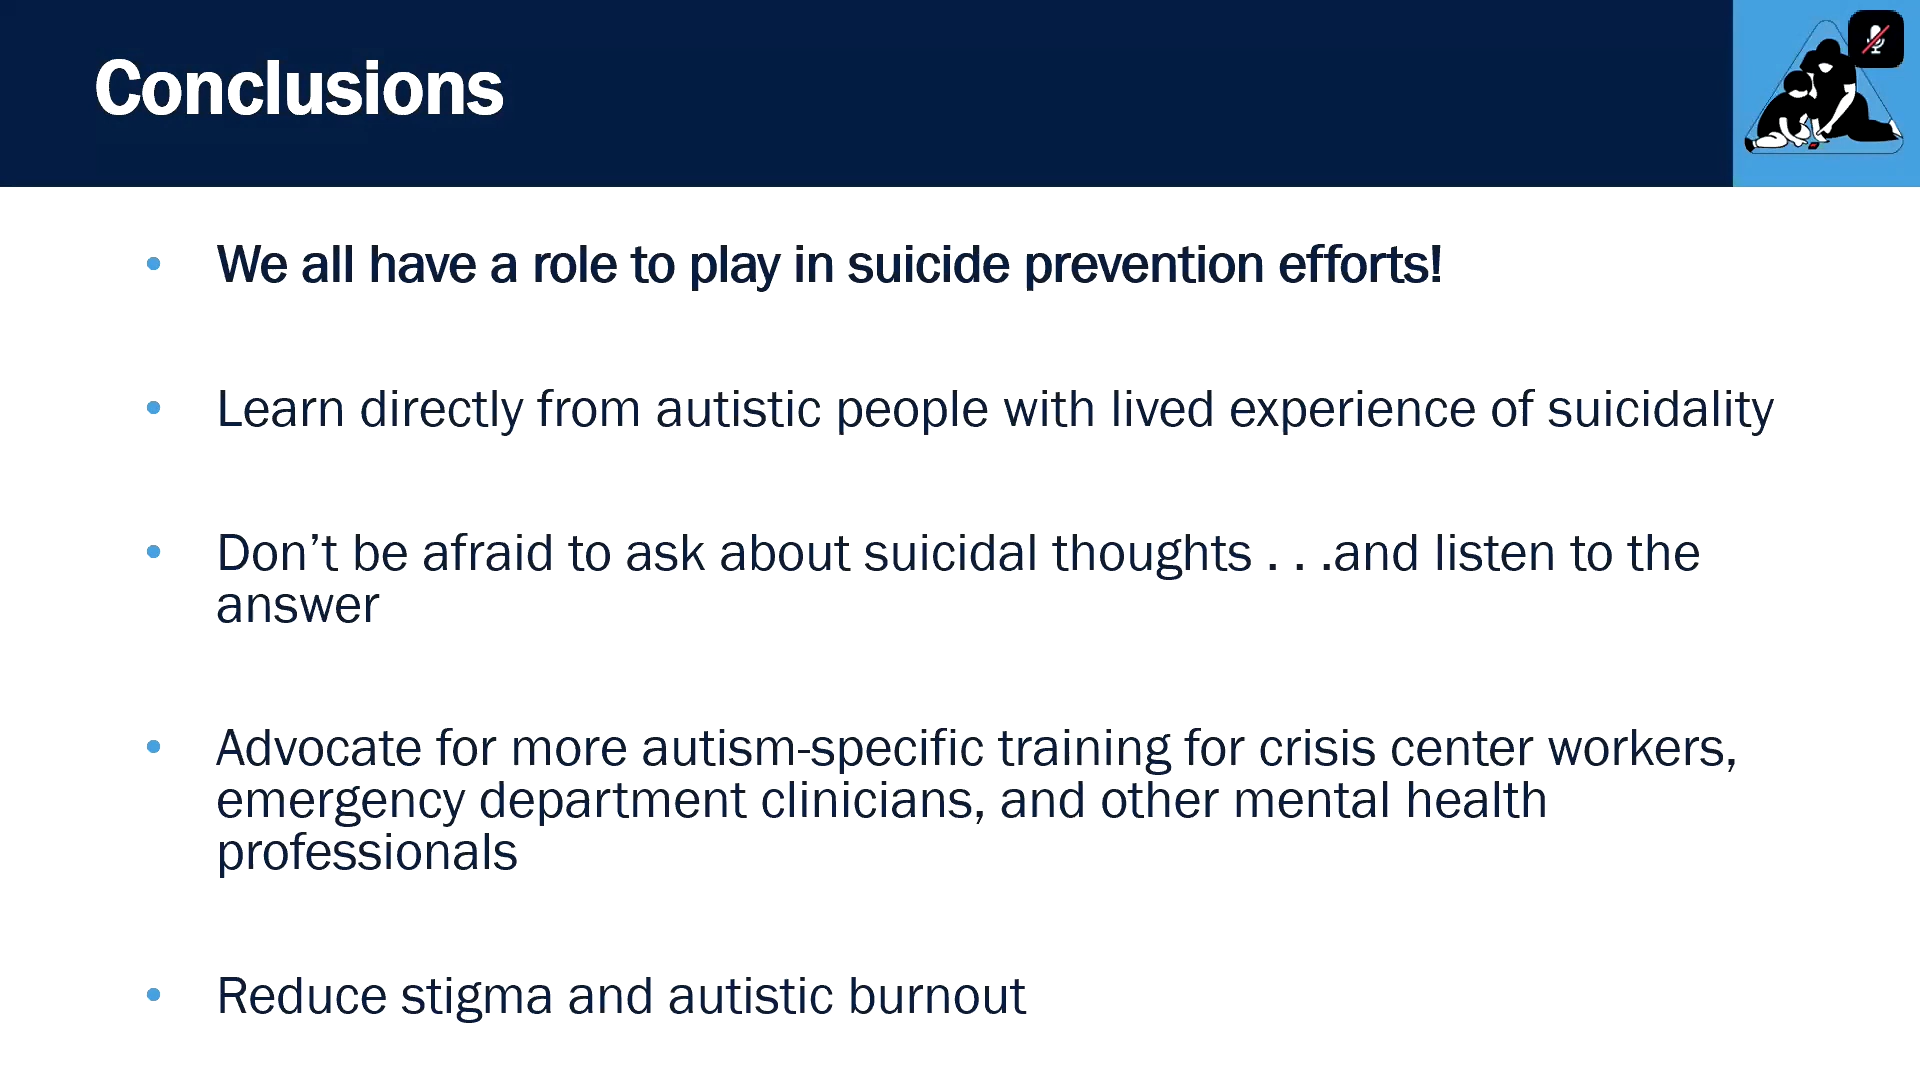 Conclusions
• We all have a role to play in suicide prevention efforts!
• Learn directly from autistic people with lived experience of suicidality
• Don’t be afraid to ask about suicidal thoughts . . .and listen to the
answer
• Advocate for more autism-specific training for crisis center workers,
emergency department clinicians, and other mental health
professionals
• Reduce stigma and autistic burnout